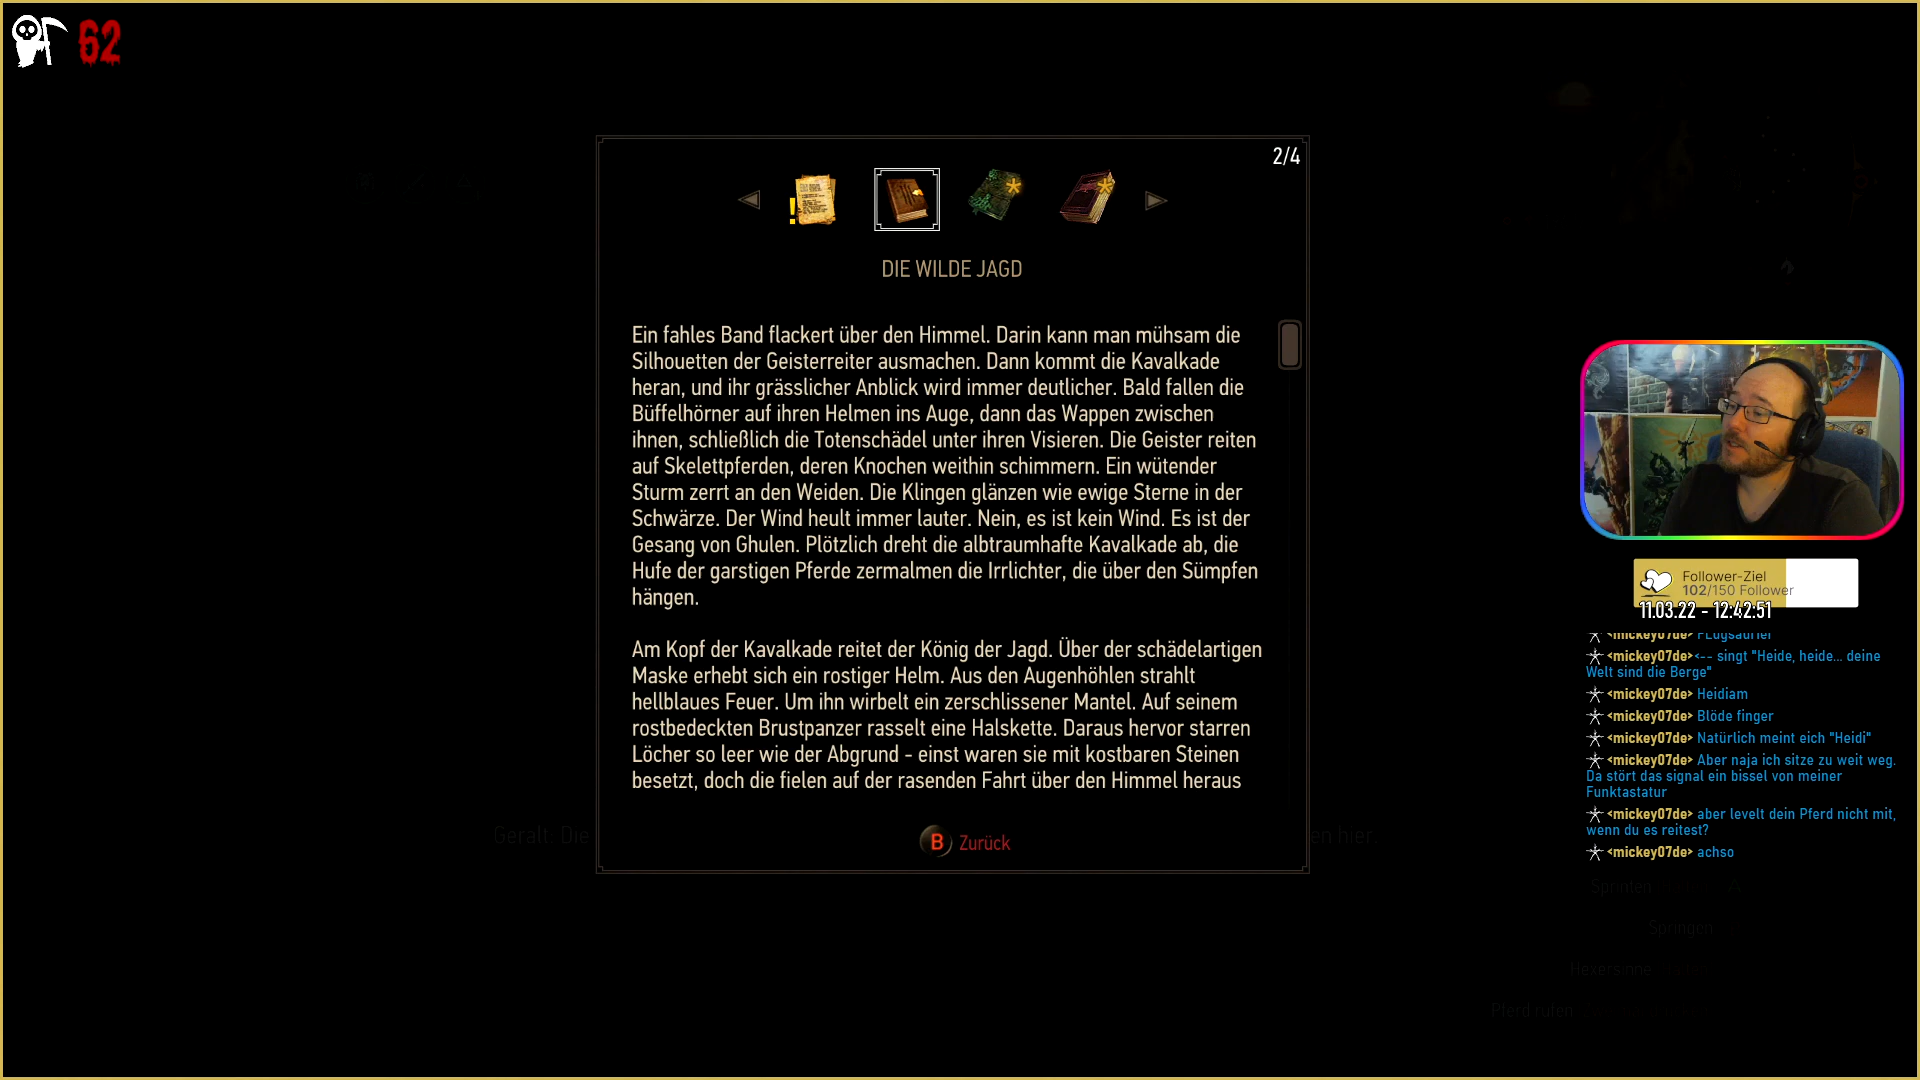 62
2/4
DIE WILDE JAGD
Ein fahles Band flackert über den Himmel. Darin kann man mühsam die
Silhouetten der Geisterreiter ausmachen. Dann kommt die Kavalkade
heran, und ihr grässlicher Anblick wird immer deutlicher. Bald fallen die
Büffelhörner auf ihren Helmen ins Auge, dann das Wappen zwischen
ihnen, schließlich die Totenschädel unter ihren Visieren. Die Geister reiten
auf Skelettpferden, deren Knochen weithin schimmern. Ein wütender
Sturm zerrt an den Weiden. Die Klingen glänzen wie ewige Sterne in der
Schwärze. Der Wind heult immer lauter. Nein, es ist kein Wind. Es ist der
Gesang von Ghulen. Plötzlich dreht die albtraumhafte Kavalkade ab, die
Hufe der garstigen Pferde zermalmen die Irrlichter, die über den Sümpfen
hängen.
Am Kopf der Kavalkade reitet der König der Jagd. Über der schädelartigen
Maske erhebt sich ein rostiger Helm. Aus den Augenhöhlen strahlt
hellblaues Feuer. Um ihn wirbelt ein zerschlissener Mantel. Auf seinem
rostbedeckten Brustpanzer rasselt eine Halskette. Daraus hervor starren
Löcher so leer wie der Abgrund - einst waren sie mit kostbaren Steinen
besetzt, doch die fielen auf der rasenden Fahrt über den Himmel heraus
Geralt: Die
en hier
B Zurück
Follower-Ziel
102/150 Follower
11.03.22 - 12:42:51
<mickey07de> FLugsaurier
<mickey07de><-- singt "Heide, heide... deine
Welt sind die Berge"
<mickey07de> Heidiam
<mickey07de> Blöde finger
<mickey07de> Natürlich meint eich "Heidi"
<mickey07de> Aber naja ich sitze zu weit weg.
Da stört das signal ein bissel von meiner
Funktastatur
<mickey07de> aber levelt dein Pferd nicht mit,
wenn du es reitest?
<mickey07de> achso
Sprinten
A
Springen
Hexersinne
Pferd rufen